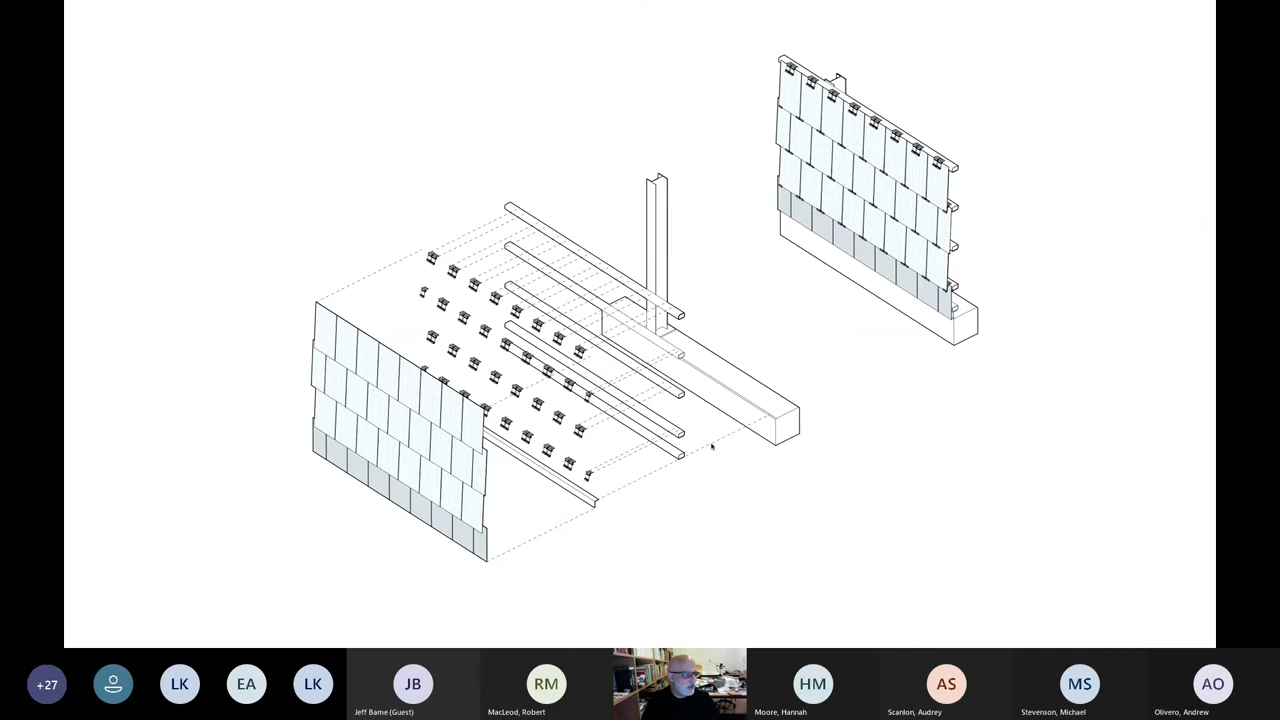 +27
LK
EA
LK
JB
Jeff Bame (Guest)
RM
MacLeod, Robert
HM
Moore, Hannah
AS
Scanlon, Audrey
MS
Stevenson, Michael
AO
Olivero, Andrew